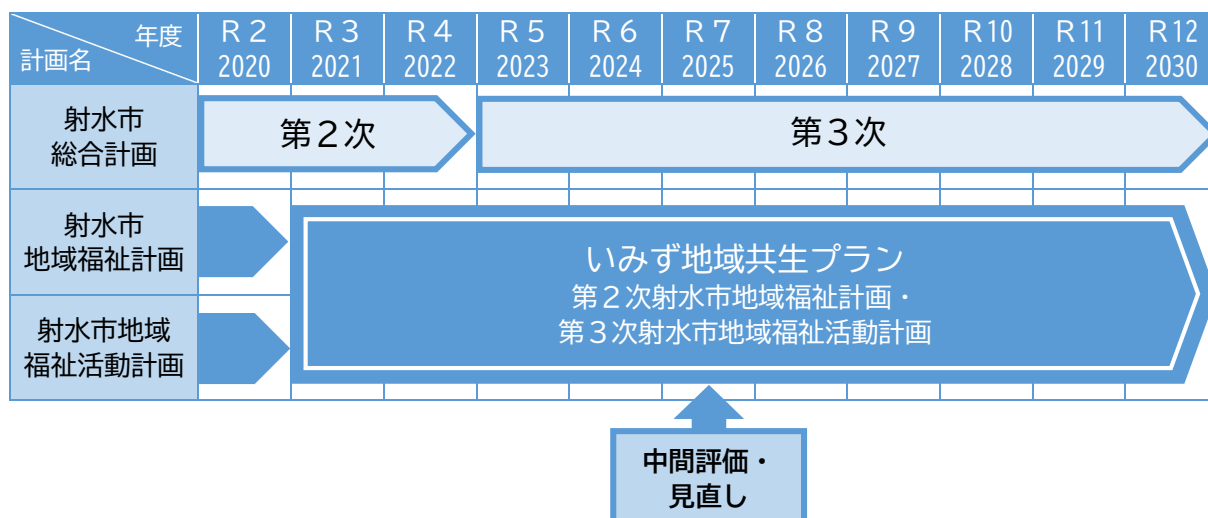 年度
計画名
R2 R3 R4 R5 R6 R7 R8 R9 R10 R11 R12
2020 2021 2022 2023 2024 2025 2026 2027 2028 2029 2030
射水市
総合計画
第2次
第3次
射水市
地域福祉計画
射水市地域
福祉活動計画
いみず地域共生プラン
第2次射水市地域福祉計画・
第3次射水市地域福祉活動計画
中間評価・
見直し